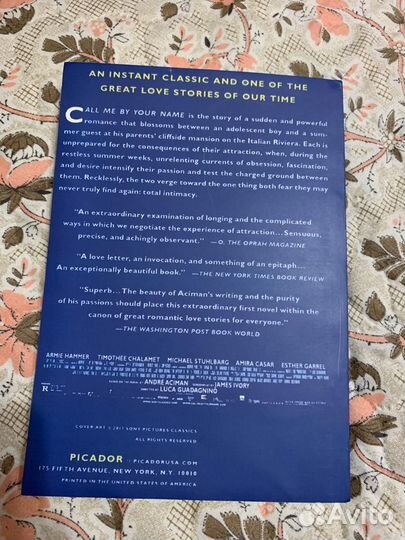 AN INSTANT CLASSIC AND ONE OF THE
GREAT LOVE STORIES OF OUR TIME
CALL ME BY YOUR NAME is the story of a sudden and powerful
romance that blossoms between an adolescent boy and a sum-
mer guest at his parents' cliffside mansion on the Italian Riviera. Each is
unprepared for the consequences of their attraction, when, during the
restless summer weeks, unrelenting currents of obsession, fascination,
and desire intensify their passion and test the charged ground between
them. Recklessly, the two verge toward the one thing both fear they may
never truly find again: total intimacy.
"An extraordinary examination of longing and the complicated
ways in which we negotiate the experience of attraction... Sensuous,
precise, and achingly observant." —O, THE OPRAH MAGAZINE
"A love letter, an invocation, and something of an epitaph...
An exceptionally beautiful book." —THE NEW YORK TIMES BOOK REVIEW
"Superb... The beauty of Aciman's writing and the purity
of his passions should place this extraordinary first novel within the
canon of great romantic love stories for everyone."
—THE WASHINGTON POST BOOK WORLD
ARMIE HAMMER TIMOTHÉE CHALAMET MICHAEL STUHLBARG AMIRA CASAR ESTHER GARREL
ANDRÉ ACIMAN JAMES IVORY
LUCA GUADAGNINO
R
COVER ART © 2017 SONY PICTURES CLASSICS
ALL RIGHTS RESERVED
PICADOR PICADORUSA.COM
175 FIFTH AVENUE, NEW YORK, N.Y. 10010
PRINTED IN THE UNITED STATES OF AMERICA
Avito